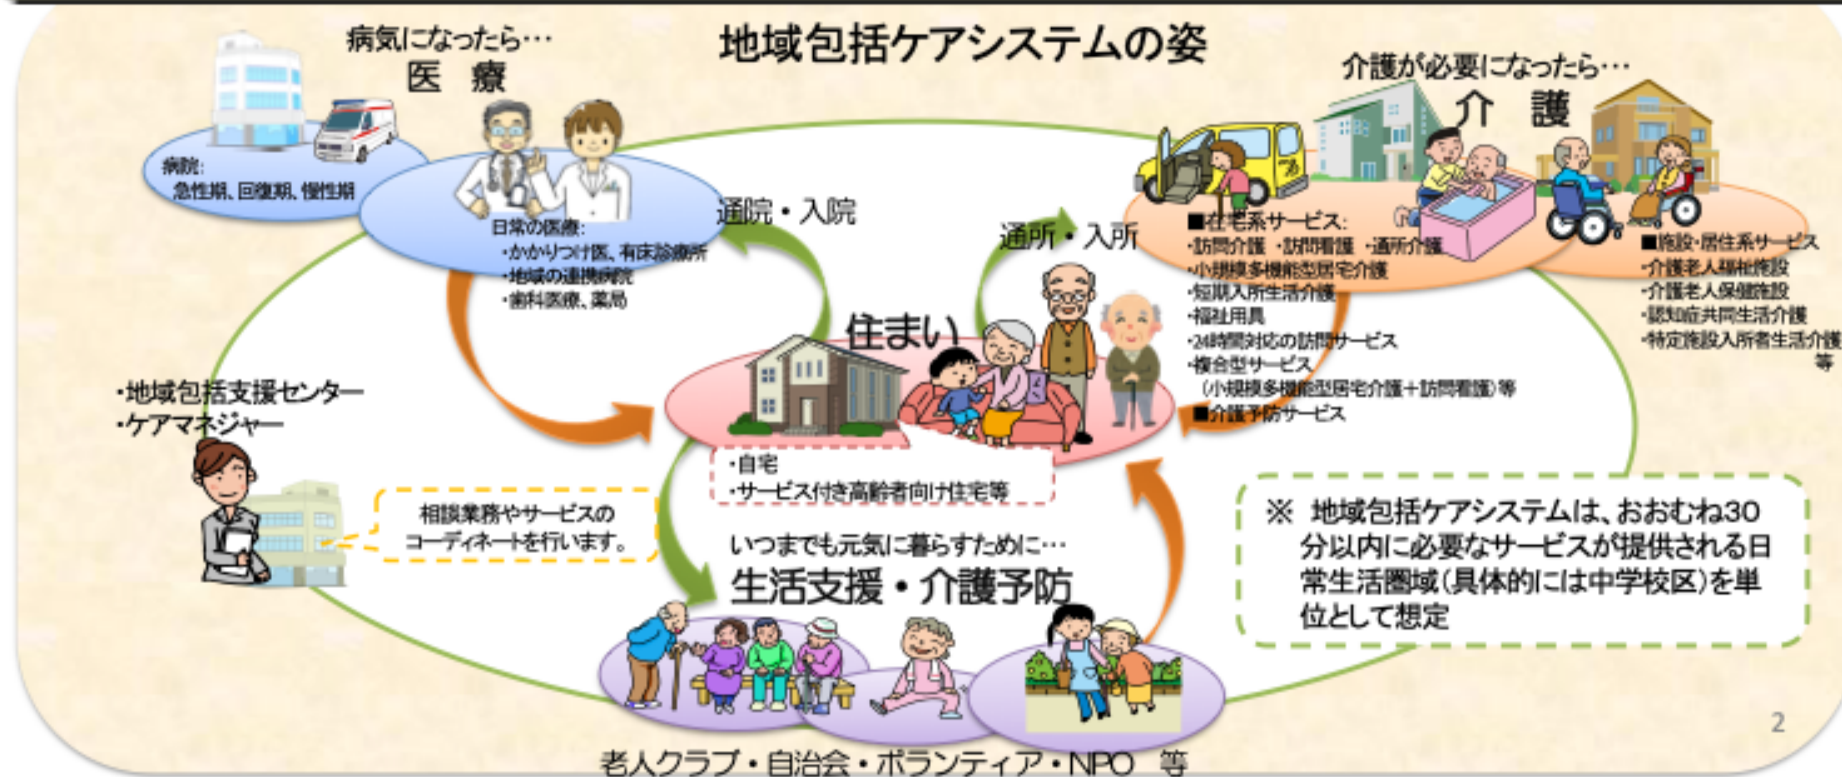 地域包括ケアシステムの姿
病気になったら…
医　療
病院:
急性期、回復期、慢性期
日常の医療:
・かかりつけ医、有床診療所
・地域の連携病院
・歯科医療、薬局
通院・入院
通所・入所
介護が必要になったら…
介　護
■在宅系サービス:
・訪問介護　・訪問看護　・通所介護
・小規模多機能型居宅介護
・短期入所生活介護
・福祉用具
・24時間対応の訪問サービス
・複合型サービス
（小規模多機能型居宅介護＋訪問看護）等
■介護予防サービス
■施設・居住系サービス
・介護老人福祉施設
・介護老人保健施設
・認知症共同生活介護
・特定施設入所者生活介護
等
住まい
・自宅
・サービス付き高齢者向け住宅等
・地域包括支援センター
・ケアマネジャー
相談業務やサービスの
コーディネートを行います。
いつまでも元気に暮らすために…
生活支援・介護予防
老人クラブ・自治会・ボランティア・NPO　等
※　地域包括ケアシステムは、おおむね30
分以内に必要なサービスが提供される日
常生活圏域（具体的には中学校区）を単
位として想定
2